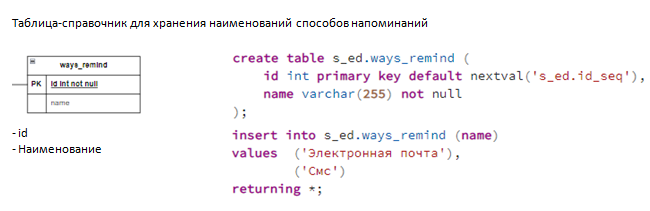 Таблица-справочник для хранения наименований способов напоминаний
ways_remind
PK id int not null
name
- id
- Наименование
create table s_ed.ways_remind (
id int primary key default nextval('s_ed.id_seq'),
name varchar(255) not null
);
insert into s_ed.ways_remind (name)
values ('Электронная почта'),
('Смс')
returning *;